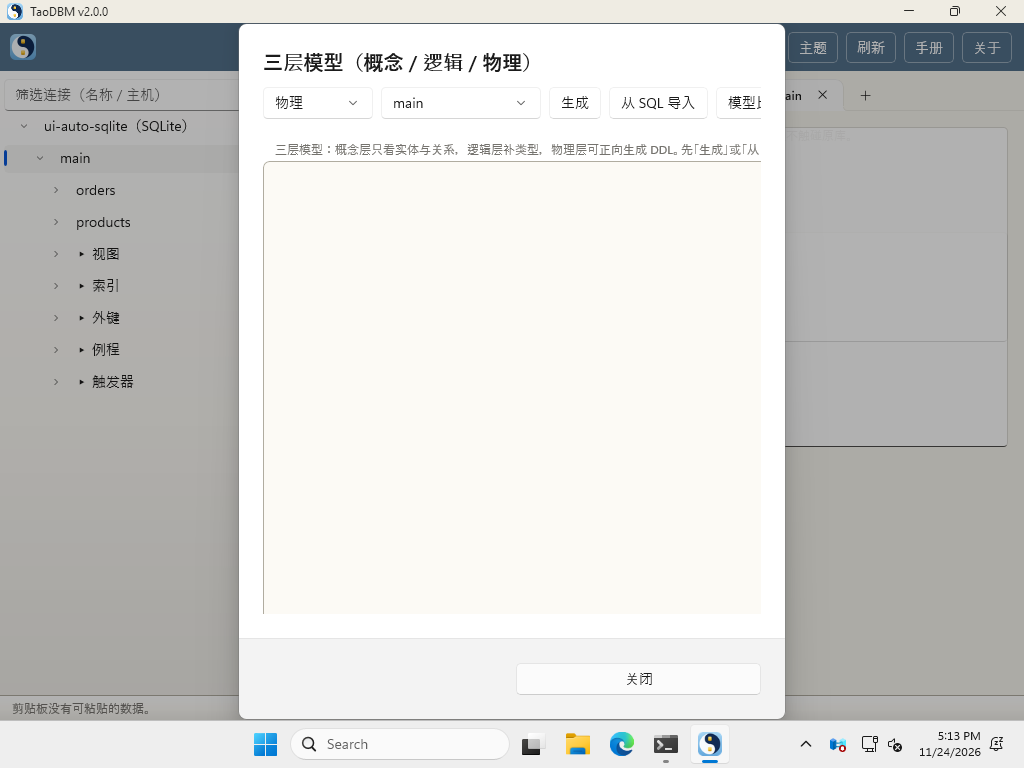 TaoDBM v2.0.0
主题
刷新
手册
关于
筛选连接（名称 / 主机）
ain
ui-auto-sqlite（SQLite）
main
orders
products
视图
索引
外键
例程
触发器
三层模型（概念 / 逻辑 / 物理）
物理
main
生成
从 SQL 导入
模型比
三层模型：概念层只看实体与关系，逻辑层补类型，物理层可正向生成 DDL。先「生成」或「从
关闭
剪贴板没有可粘贴的数据。
Search
5:13 PM
11/24/2026